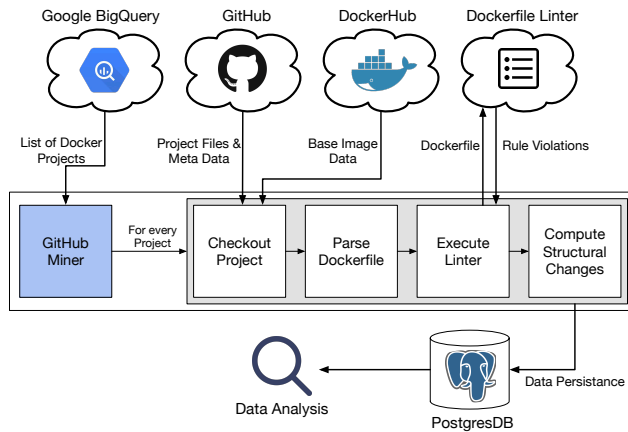 Google BigQuery
GitHub
DockerHub
Dockerfile Linter
List of Docker
Projects
Project Files &
Meta Data
Base Image
Data
Dockerfile
Rule Violations
GitHub
Miner
For every
Project
Checkout
Project
Parse
Dockerfile
Execute
Linter
Compute
Structural
Changes
Data Analysis
PostgresDB
Data Persistance